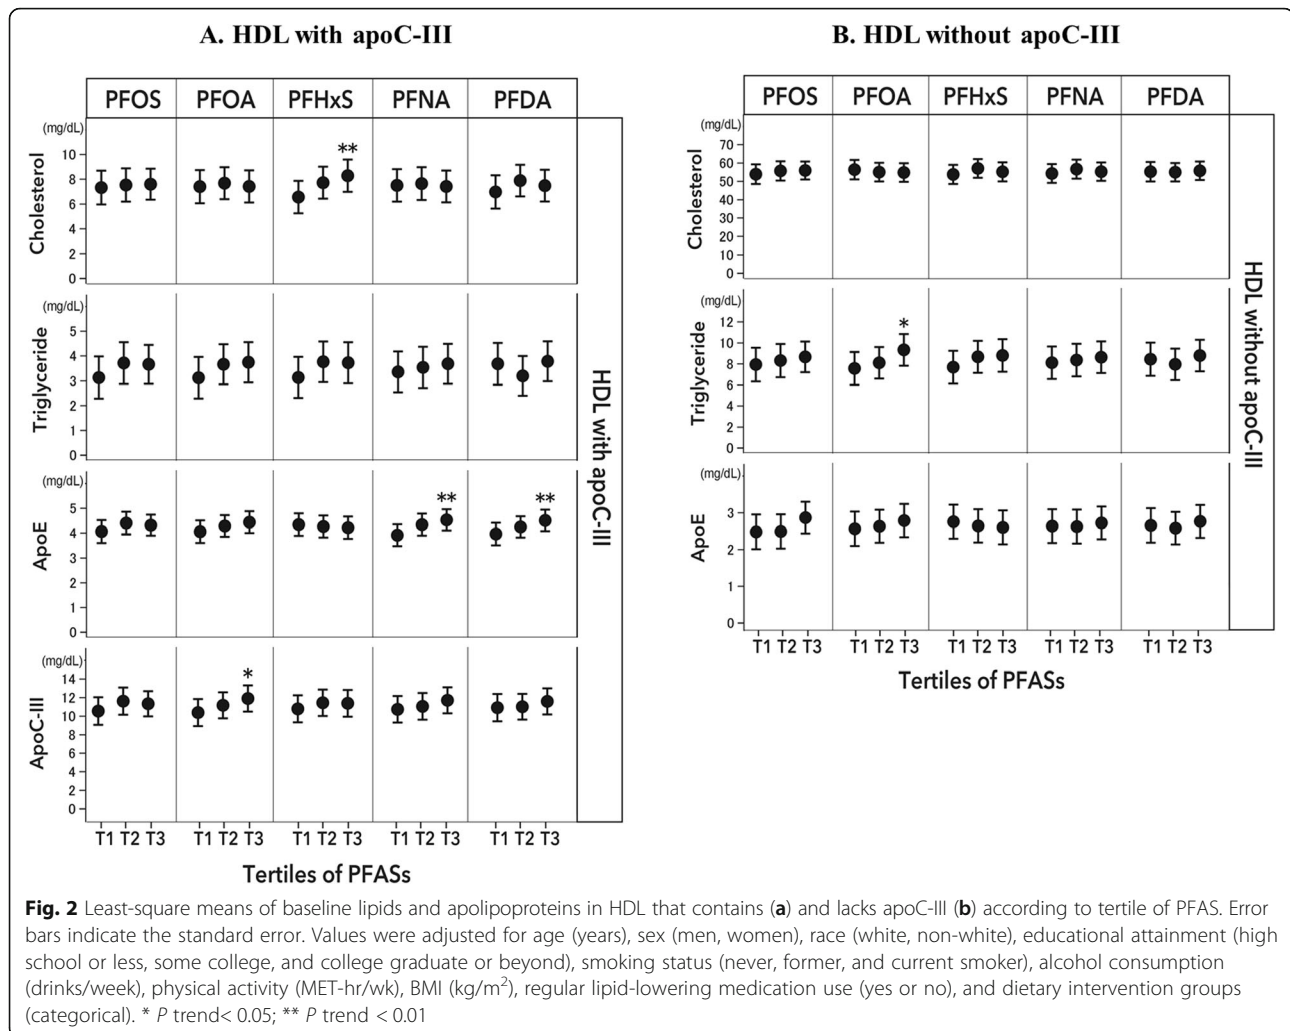 A. HDL with apoC-III
PFOS PFOA PFHxS PFNA PFDA
(mg/dL)
Cholesterol
10
8
6
4
2
0
**
(mg/dL)
Triglyceride
5
4
3
2
1
0
(mg/dL)
ApoE
5
4
3
2
1
0
** **
(mg/dL)
ApoC-III
14
12
10
8
6
4
2
0
*
T1 T2 T3 T1 T2 T3 T1 T2 T3 T1 T2 T3 T1 T2 T3
Tertiles of PFASs
HDL with apoC-III
B. HDL without apoC-III
PFOS PFOA PFHxS PFNA PFDA
(mg/dL)
Cholesterol
70
60
50
40
30
20
10
0
(mg/dL)
Triglyceride
12
10
8
6
4
2
0
*
(mg/dL)
ApoE
3
2
1
0
T1 T2 T3 T1 T2 T3 T1 T2 T3 T1 T2 T3 T1 T2 T3
Tertiles of PFASs
HDL without apoC-III
Fig. 2 Least-square means of baseline lipids and apolipoproteins in HDL that contains (a) and lacks apoC-III (b) according to tertile of PFAS. Error
bars indicate the standard error. Values were adjusted for age (years), sex (men, women), race (white, non-white), educational attainment (high
school or less, some college, and college graduate or beyond), smoking status (never, former, and current smoker), alcohol consumption
(drinks/week), physical activity (MET-hr/wk), BMI (kg/m²), regular lipid-lowering medication use (yes or no), and dietary intervention groups
(categorical). * P trend< 0.05; ** P trend < 0.01